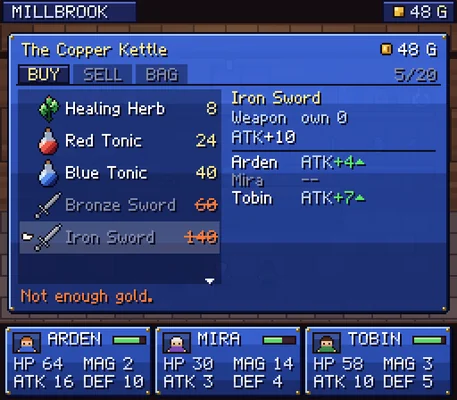 MILLBROOK
48 G
The Copper Kettle
48 G
BUY SELL BAG
5/20
Healing Herb 8
Red Tonic 24
Blue Tonic 40
Bronze Sword 60
Iron Sword 140
Iron Sword
Weapon own 0
ATK+10
Arden ATK+4
Mira --
Tobin ATK+7
Not enough gold.
ARDEN
HP 64 MAG 2
ATK 16 DEF 10
MIRA
HP 30 MAG 14
ATK 3 DEF 4
TOBIN
HP 58 MAG 3
ATK 10 DEF 5